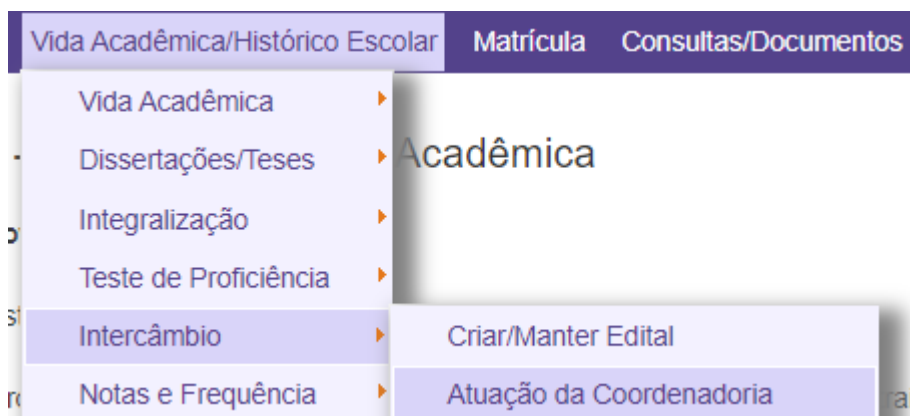 Vida Acadêmica/Histórico Escolar Matrícula Consultas/Documentos
Vida Acadêmica
Acadêmica
Dissertações/Teses
Integralização
Teste de Proficiência
Intercâmbio
Criar/Manter Edital
Notas e Frequência
Atuação da Coordenadoria